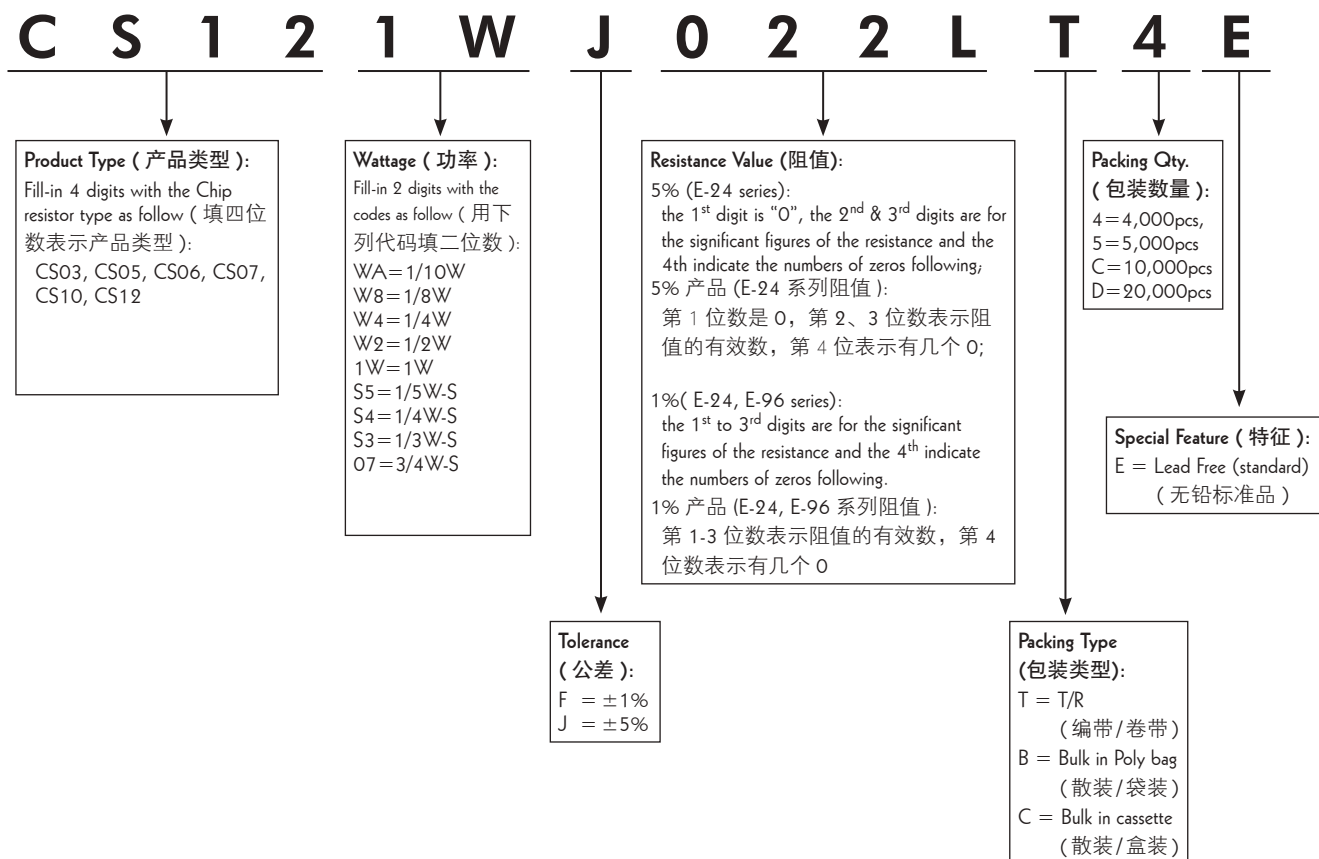 C S 1 2 1 W J 0 2 2 L T 4 E
Product Type ( 产品类型 ):
Fill-in 4 digits with the Chip
resistor type as follow ( 填四位
数表示产品类型 ):
CS03, CS05, CS06, CS07,
CS10, CS12
Wattage ( 功率 ):
Fill-in 2 digits with the
codes as follow ( 用下
列代码填二位数 ):
WA=1/10W
W8=1/8W
W4=1/4W
W2=1/2W
1W=1W
S5=1/5W-S
S4=1/4W-S
S3=1/3W-S
07=3/4W-S
Tolerance
( 公差 ):
F = ±1%
J = ±5%
Resistance Value (阻值):
5% (E-24 series):
the 1st digit is “0”, the 2nd & 3rd digits are for
the significant figures of the resistance and the
4th indicate the numbers of zeros following;
5% 产品 (E-24 系列阻值 ):
第 1 位数是 0，第 2、3 位数表示阻
值的有效数，第 4 位表示有几个 0;
1%( E-24, E-96 series):
the 1st to 3rd digits are for the significant
figures of the resistance and the 4th indicate
the numbers of zeros following.
1% 产品 (E-24, E-96 系列阻值 ):
第 1-3 位数表示阻值的有效数，第 4
位数表示有几个 0
Packing Type
(包装类型):
T = T/R
( 编带/卷带 )
B = Bulk in Poly bag
( 散装/袋装 )
C = Bulk in cassette
( 散装/盒装 )
Packing Qty.
( 包装数量 ):
4=4,000pcs,
5=5,000pcs
C=10,000pcs
D=20,000pcs
Special Feature ( 特征 ):
E = Lead Free (standard)
( 无铅标准品 )